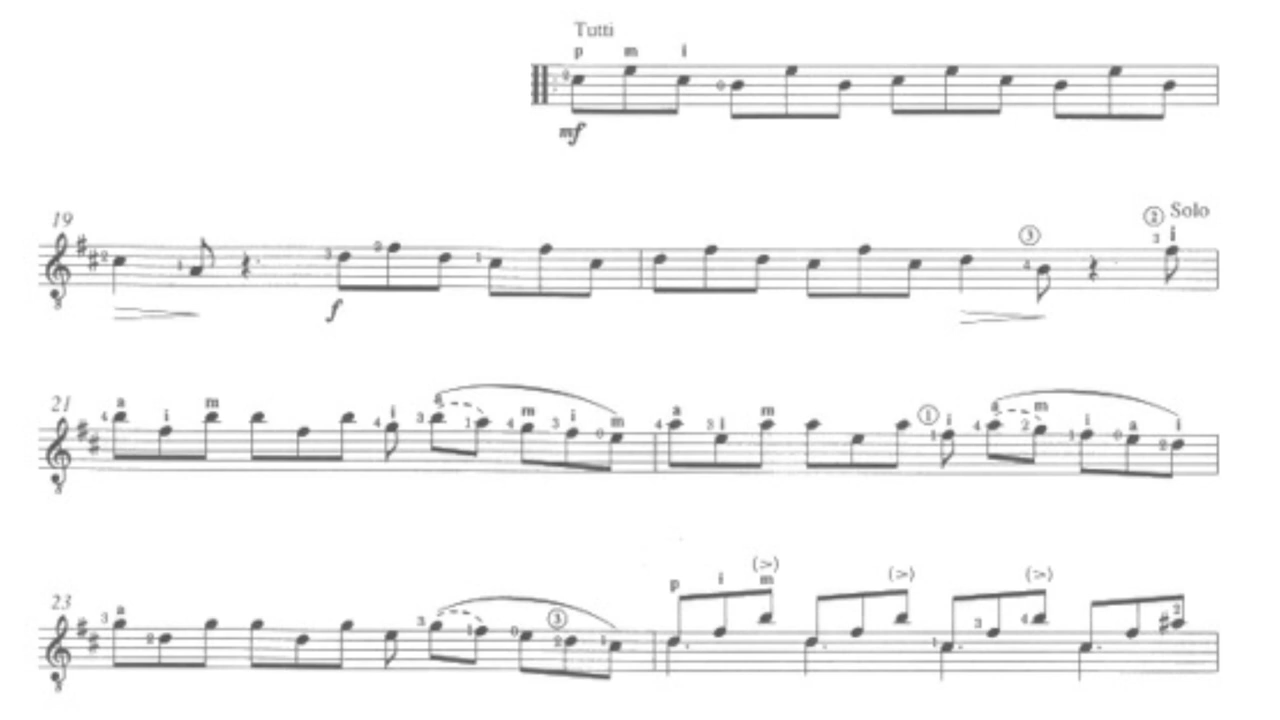 Tutti
p m i
mf
19
② Solo
③ i
f
21
a i m i a m i m a i m ① i a m i a i
23
a ③ p i m
(>) (>) (>)